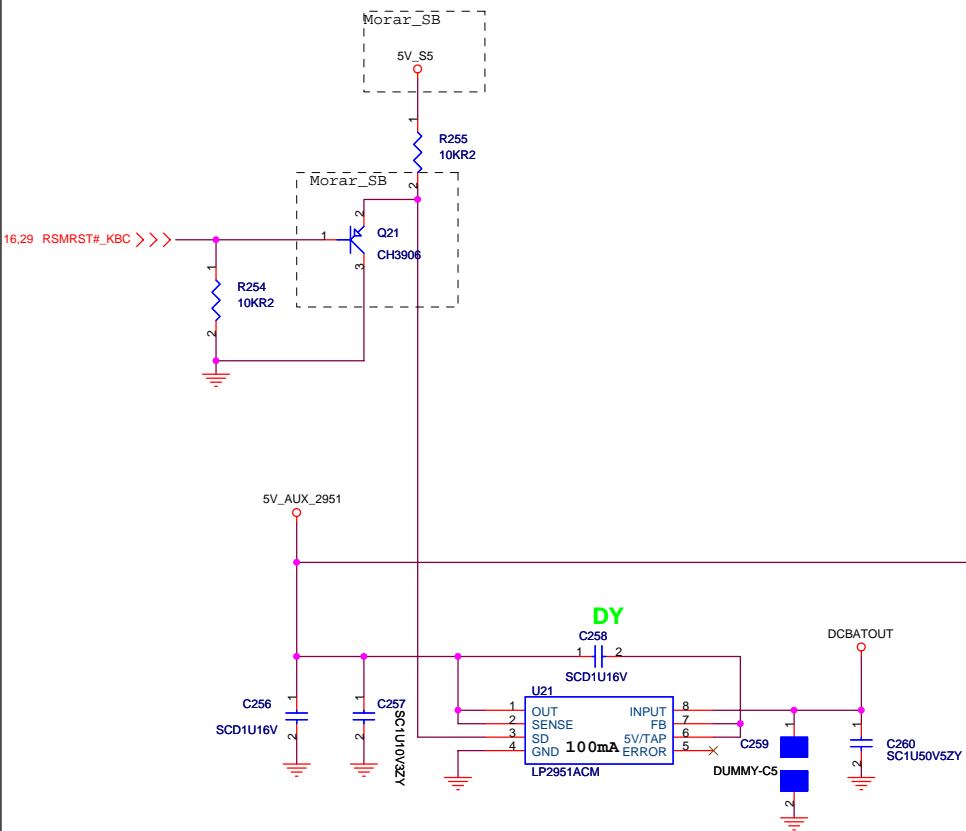 Morar_SB
5V_S5
1
R255
10KR2
2
Morar_SB
2
16,29 RSMRST#_KBC
1
Q21
CH3906
3
1
R254
10KR2
2
5V_AUX_2951
DY
C258
1 2
SCD1U16V
DCBATOUT
U21
1 OUT INPUT 8
2 SENSE FB 7
3 SD 5V/TAP 6
4 GND 100mA ERROR 5
LP2951ACM
1
C256
SCD1U16V
2
1
C257
SC1U10V3ZY
2
1
C259
DUMMY-C5
2
1
C260
SC1U50V5ZY
2